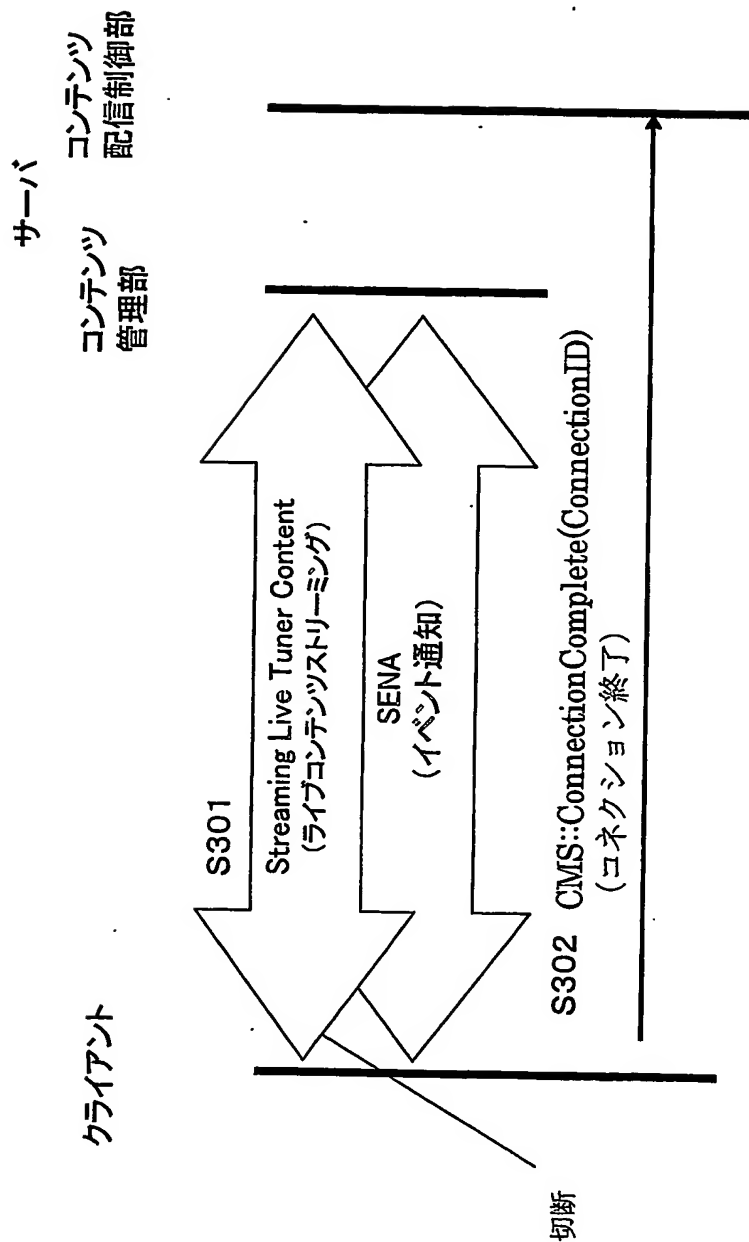 サーバ
クライアント
コンテンツ
管理部
コンテンツ
配信制御部
S301
Streaming Live Tuner Content
(ライブコンテンツストリーミング)
SENA
(イベント通知)
S302 CMS::ConnectionComplete(ConnectionID)
(コネクション終了)
切断